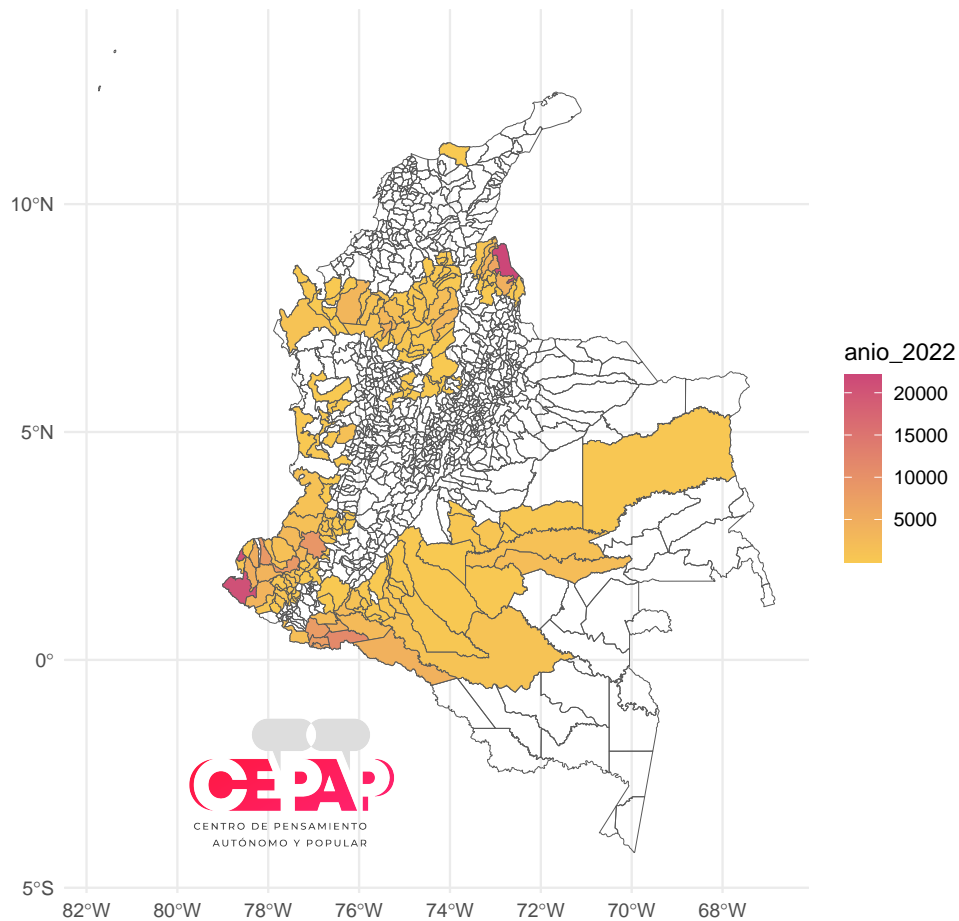 10°N
5°N
0°
5°S
82°W 80°W 78°W 76°W 74°W 72°W 70°W 68°W
anio_2022
20000
15000
10000
5000
CEPAP
CENTRO DE PENSAMIENTO
AUTÓNOMO Y POPULAR